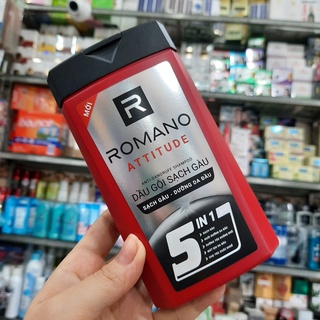 MỚI
R
ROMANO
ATTITUDE
ANTI-DANDRUFF SHAMPOO
DẦU GỘI SẠCH GÀU
SẠCH GÀU - DƯỠNG DA ĐẦU
5 IN 1